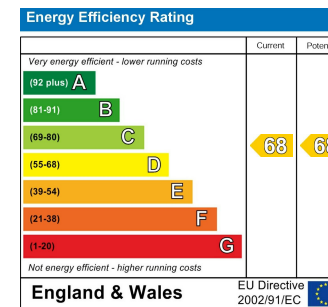 Energy Efficiency Rating
Current
Very energy efficient - lower running costs
(92 plus) A
(81-91) B
(69-80) C
68
(55-68) D
(39-54) E
(21-38) F
(1-20) G
Not energy efficient - higher running costs
England & Wales
EU Directive
2002/91/EC